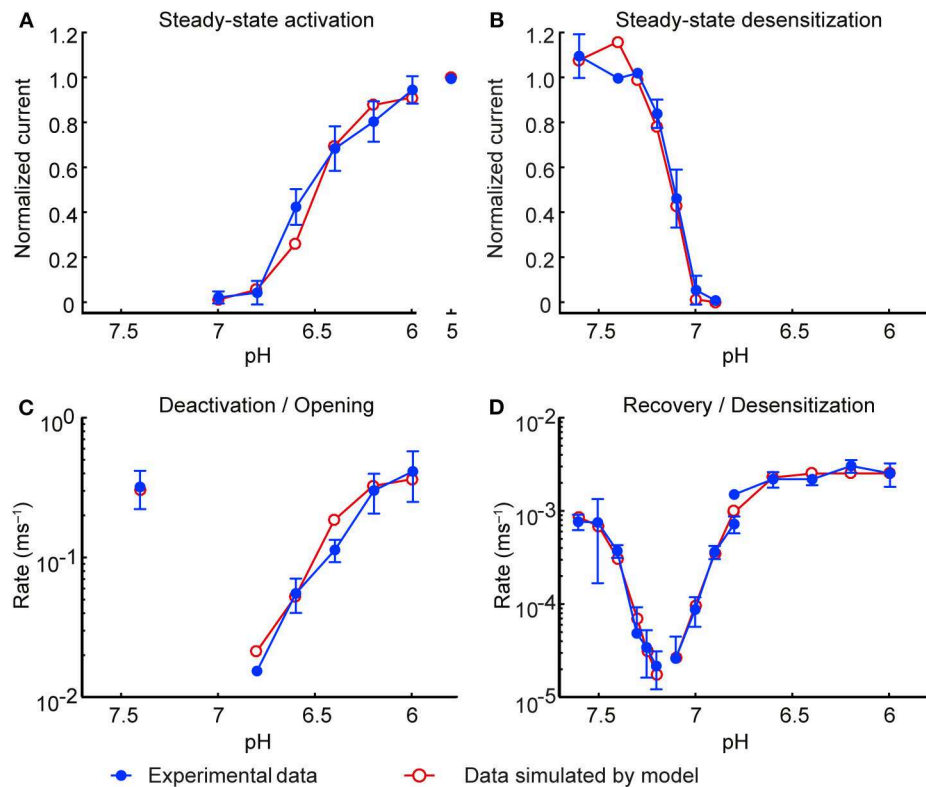 A Steady-state activation
Normalized current
1.2
1.0
0.8
0.6
0.4
0.2
0
7.5 7 6.5 6 5
pH
B Steady-state desensitization
Normalized current
1.2
1.0
0.8
0.6
0.4
0.2
0
7.5 7 6.5 6
pH
C Deactivation / Opening
Rate (ms⁻¹)
10⁰
10⁻¹
10⁻²
7.5 7 6.5 6
pH
D Recovery / Desensitization
Rate (ms⁻¹)
10⁻²
10⁻³
10⁻⁴
10⁻⁵
7.5 7 6.5 6
pH
Experimental data Data simulated by model